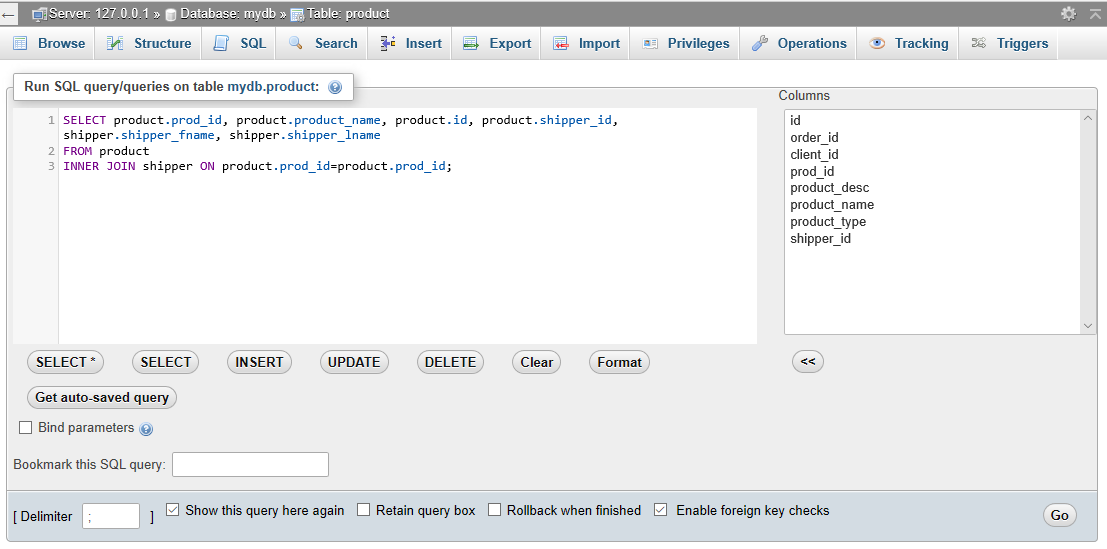 Server: 127.0.0.1 » Database: mydb » Table: product
Browse Structure SQL Search Insert Export Import Privileges Operations Tracking Triggers
Run SQL query/queries on table mydb.product:
Columns
1 SELECT product.prod_id, product.product_name, product.id, product.shipper_id,
shipper.shipper_fname, shipper.shipper_lname
2 FROM product
3 INNER JOIN shipper ON product.prod_id=product.prod_id;
id
order_id
client_id
prod_id
product_desc
product_name
product_type
shipper_id
SELECT * SELECT INSERT UPDATE DELETE Clear Format <<
Get auto-saved query
Bind parameters
Bookmark this SQL query:
[ Delimiter ; ] Show this query here again Retain query box Rollback when finished Enable foreign key checks Go